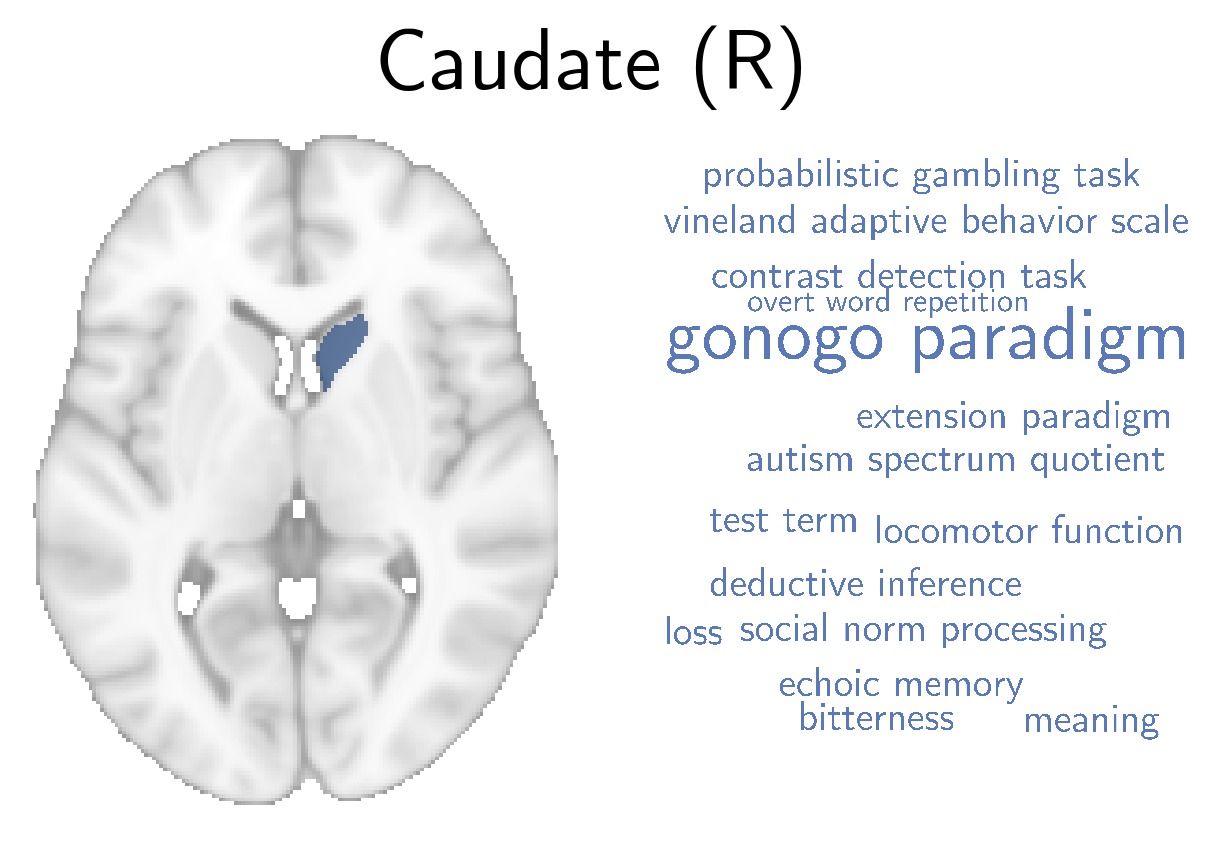 Caudate (R)
probabilistic gambling task
vineland adaptive behavior scale
contrast detection task
overt word repetition
gonogo paradigm
extension paradigm
autism spectrum quotient
test term locomotor function
deductive inference
loss social norm processing
echoic memory
bitterness meaning